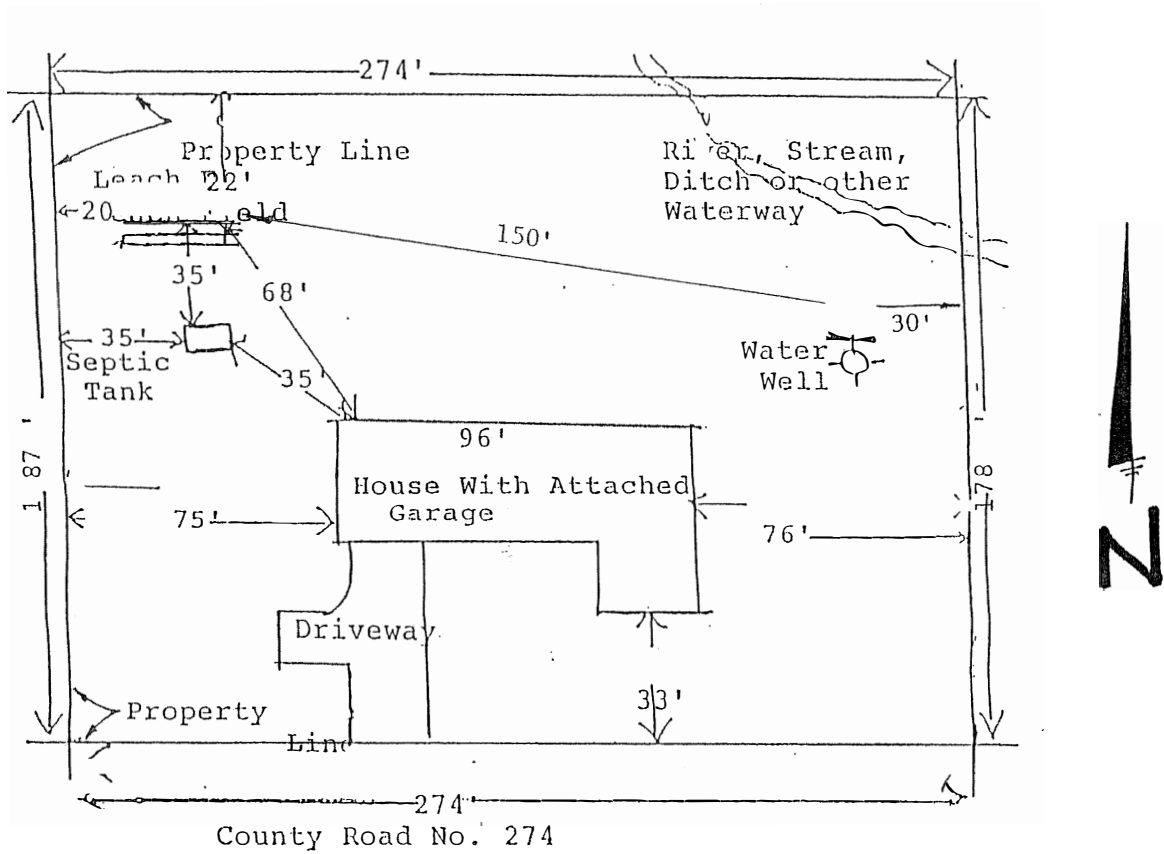 274'
Property Line
Leach 22'
20
River, Stream,
Ditch or other
Waterway
150'
35'
68'
30'
35'
Septic
Tank
35'
Water
Well
96'
187'
178
House With Attached
Garage
75'
76'
N
Driveway
33'
Property
Line
274'
County Road No. 274